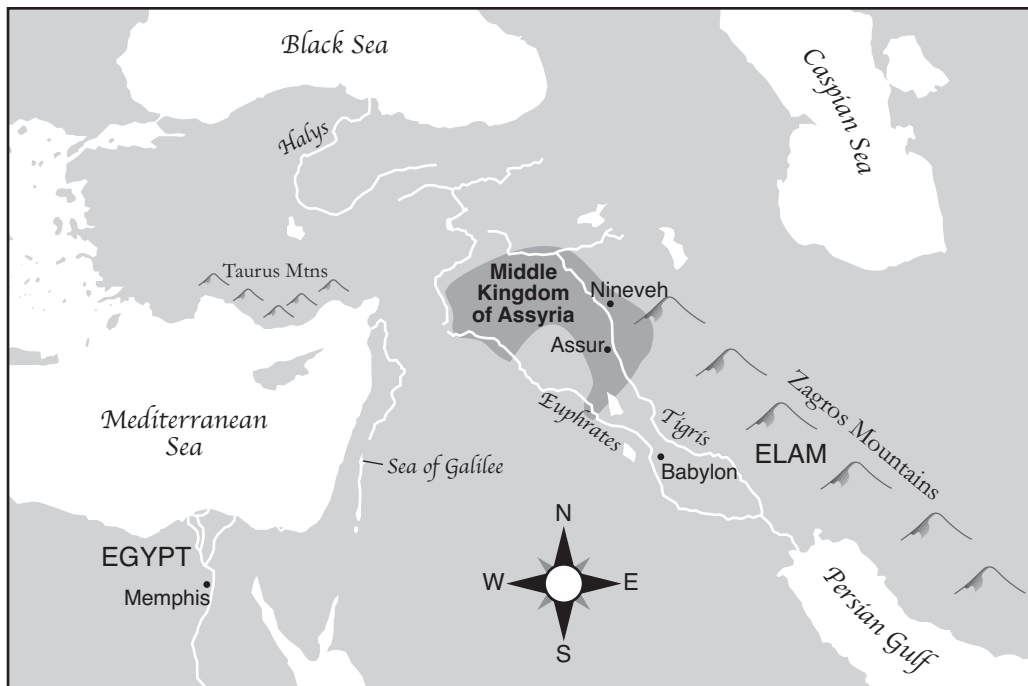 Black Sea
Caspian Sea
Halys
Taurus Mtns
Middle
Kingdom
of Assyria
Nineveh
Assur
Zagros Mountains
Mediterranean
Sea
Euphrates
Tigris
ELAM
Sea of Galilee
Babylon
N
W
E
S
EGYPT
Memphis
Persian Gulf